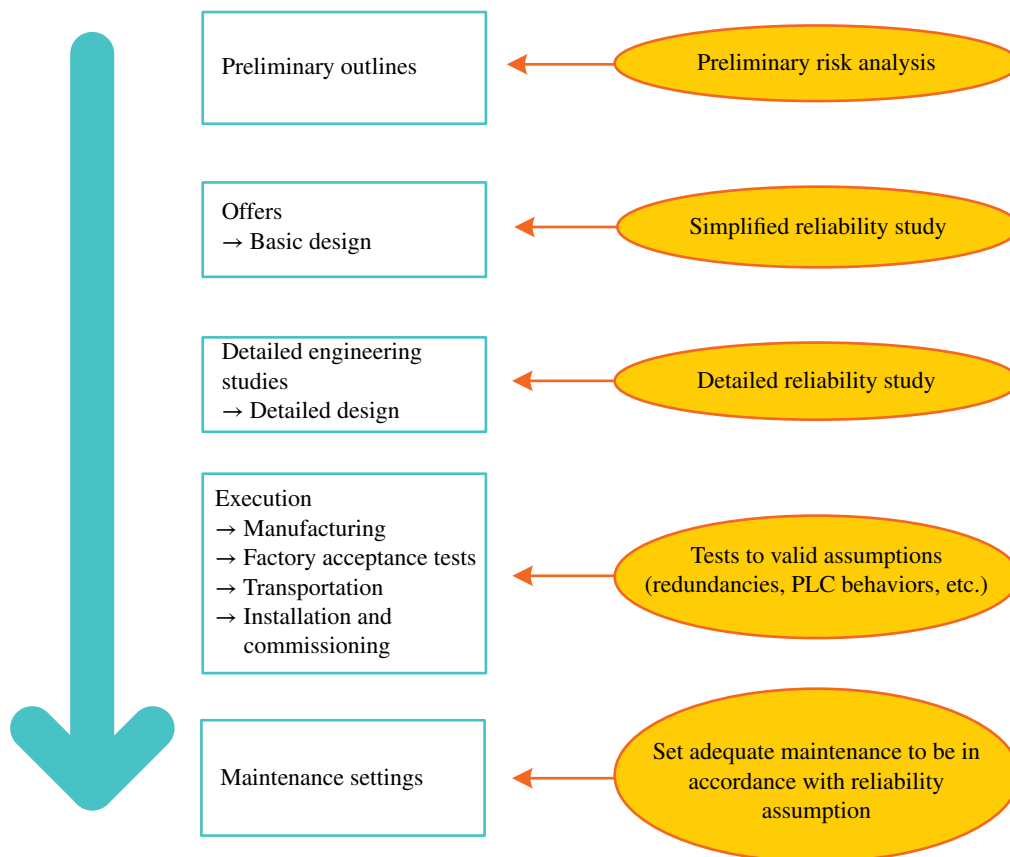 Preliminary outlines
Preliminary risk analysis
Offers
→ Basic design
Simplified reliability study
Detailed engineering
studies
→ Detailed design
Detailed reliability study
Execution
→ Manufacturing
→ Factory acceptance tests
→ Transportation
→ Installation and
commissioning
Tests to valid assumptions
(redundancies, PLC behaviors, etc.)
Maintenance settings
Set adequate maintenance to be in
accordance with reliability
assumption